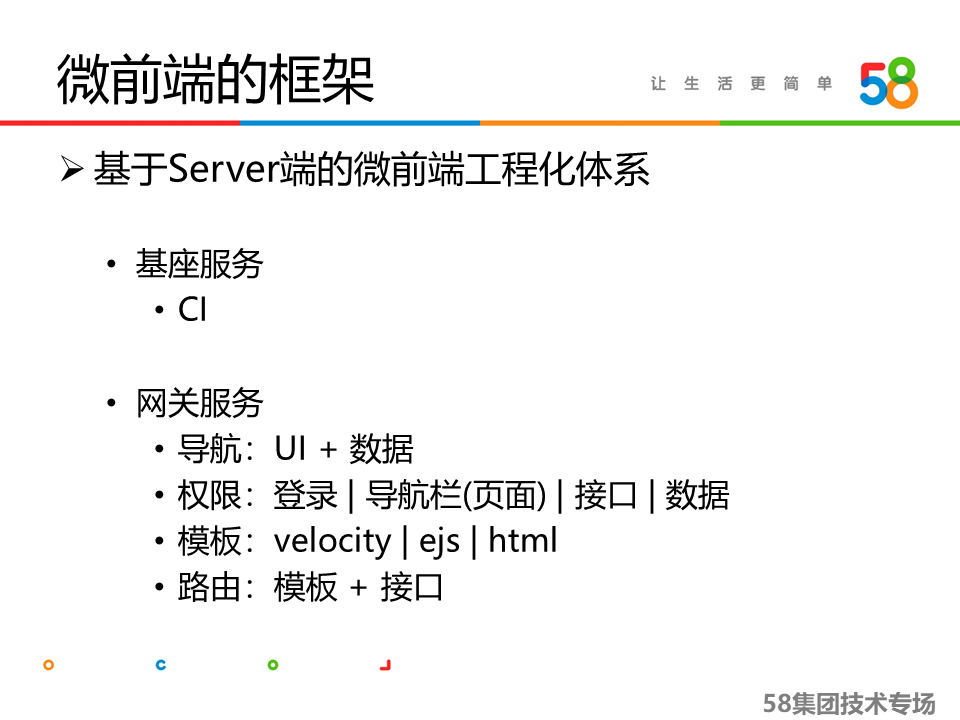 微前端的框架
让生活更简单
58
➢ 基于Server端的微前端工程化体系
• 基座服务
• CI
• 网关服务
• 导航：UI + 数据
• 权限：登录 | 导航栏(页面) | 接口 | 数据
• 模板：velocity | ejs | html
• 路由：模板 + 接口
58集团技术专场